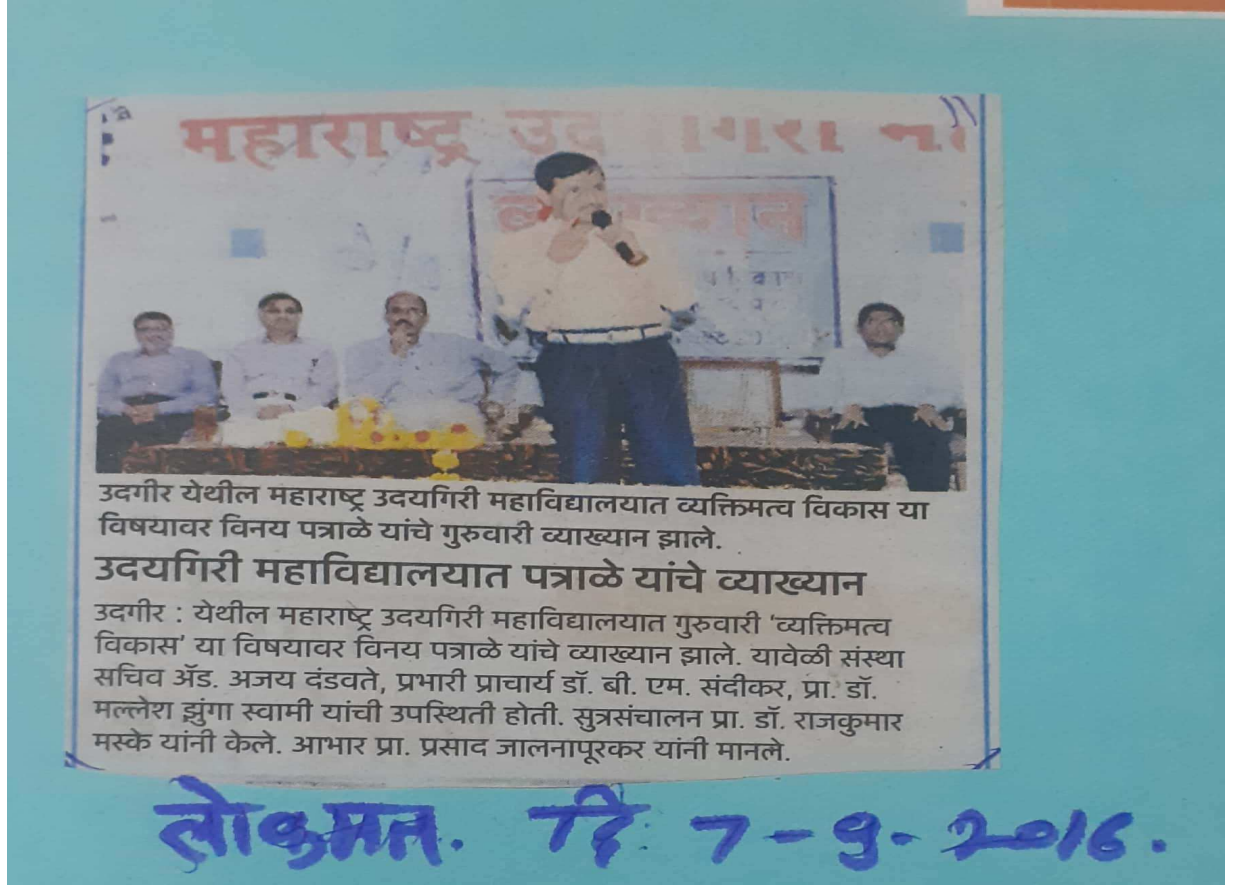 महाराष्ट्र उद
व्याख्यान
उदगीर येथील महाराष्ट्र उदयगिरी महाविद्यालयात व्यक्तिमत्व विकास या
विषयावर विनय पत्राळे यांचे गुरुवारी व्याख्यान झाले.
उदयगिरी महाविद्यालयात पत्राळे यांचे व्याख्यान
उदगीर : येथील महाराष्ट्र उदयगिरी महाविद्यालयात गुरुवारी 'व्यक्तिमत्व
विकास' या विषयावर विनय पत्राळे यांचे व्याख्यान झाले. यावेळी संस्था
सचिव ॲड. अजय दंडवते, प्रभारी प्राचार्य डॉ. बी. एम. संदीकर, प्रा. डॉ.
मल्लेश झुंगा स्वामी यांची उपस्थिती होती. सुत्रसंचालन प्रा. डॉ. राजकुमार
मस्के यांनी केले. आभार प्रा. प्रसाद जालनापूरकर यांनी मानले.
लोकमत. दि. 7-9-2016.